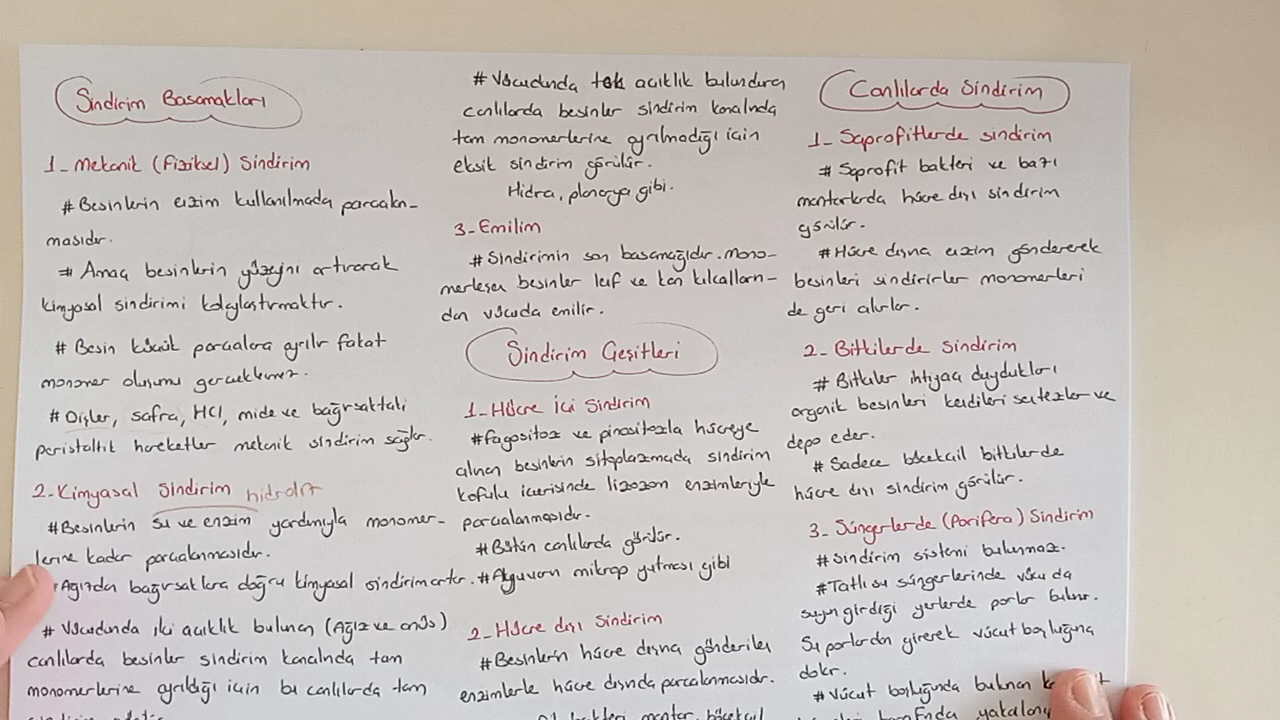 Sindirim Basamakları
1- Mekanik (Fiziksel) Sindirim
# Besinlerin enzim kullanılmada parçalan-
masıdır.
# Amaç besinlerin yüzeyini artırarak
kimyasal sindirimi kolaylaştırmaktır.
# Besin küçük parçalara ayrılır fakat
monomer oluşumu gerçekleşmez.
# Dişler, safra, HCl, mide ve bağırsaktaki
peristaltik hareketler mekanik sindirim sağlar.
2- Kimyasal Sindirim hidroliz
# Besinlerin su ve enzim yardımıyla monomer-
lerine kadar parçalanmasıdır.
# Ağızdan bağırsaklara doğru kimyasal sindirim artar.
# Vücudunda iki açıklık bulunan (Ağız ve anüs)
canlılarda besinler sindirim kanalında tam
monomerlerine ayrıldığı için bu canlılarda tam
# Vücudunda tek açıklık bulunduran
canlılarda besinler sindirim kanalında
tam monomerlerine ayrılmadığı için
eksik sindirim görülür.
Hidra, planarya gibi.
3- Emilim
# Sindirimin son basamağıdır. Mono-
merleşen besinler lenf ve kan kılcalların-
dan vücuda emilir.
Sindirim Çeşitleri
1- Hücre İçi Sindirim
# Fagositoz ve pinositozla hücreye
alınan besinlerin sitoplazmada sindirim
kofulu içerisinde lizozon enzimleriyle
parçalanmasıdır.
# Bütün canlılarda görülür.
# Akyuvarın mikrop yutması gibi
2- Hücre dışı Sindirim
# Besinlerin hücre dışına gönderilen
enzimlerle hücre dışında parçalanmasıdır.
bakteri, mantar, böcekçil
Canlılarda Sindirim
1- Saprofitlerde sindirim
# Saprofit bakteri ve bazı
mantarlarda hücre dışı sindirim
görülür.
# Hücre dışına enzim göndererek
besinleri sindirirler monomerleri
de geri alırlar.
2- Bitkilerde Sindirim
# Bitkiler ihtiyaç duydukları
organik besinleri kendileri sentezler ve
depo eder.
# Sadece böcekçil bitkilerde
hücre dışı sindirim görülür.
3- Süngerlerde (Porifera) Sindirim
# Sindirim sistemi bulunmaz.
# Tatlı su süngerlerinde vücuda
suyun girdiği yerlerde porlar bulunur.
Su porlardan girerek vücut boşluğuna
dolar.
# Vücut boşluğunda bulunan
yakalanı